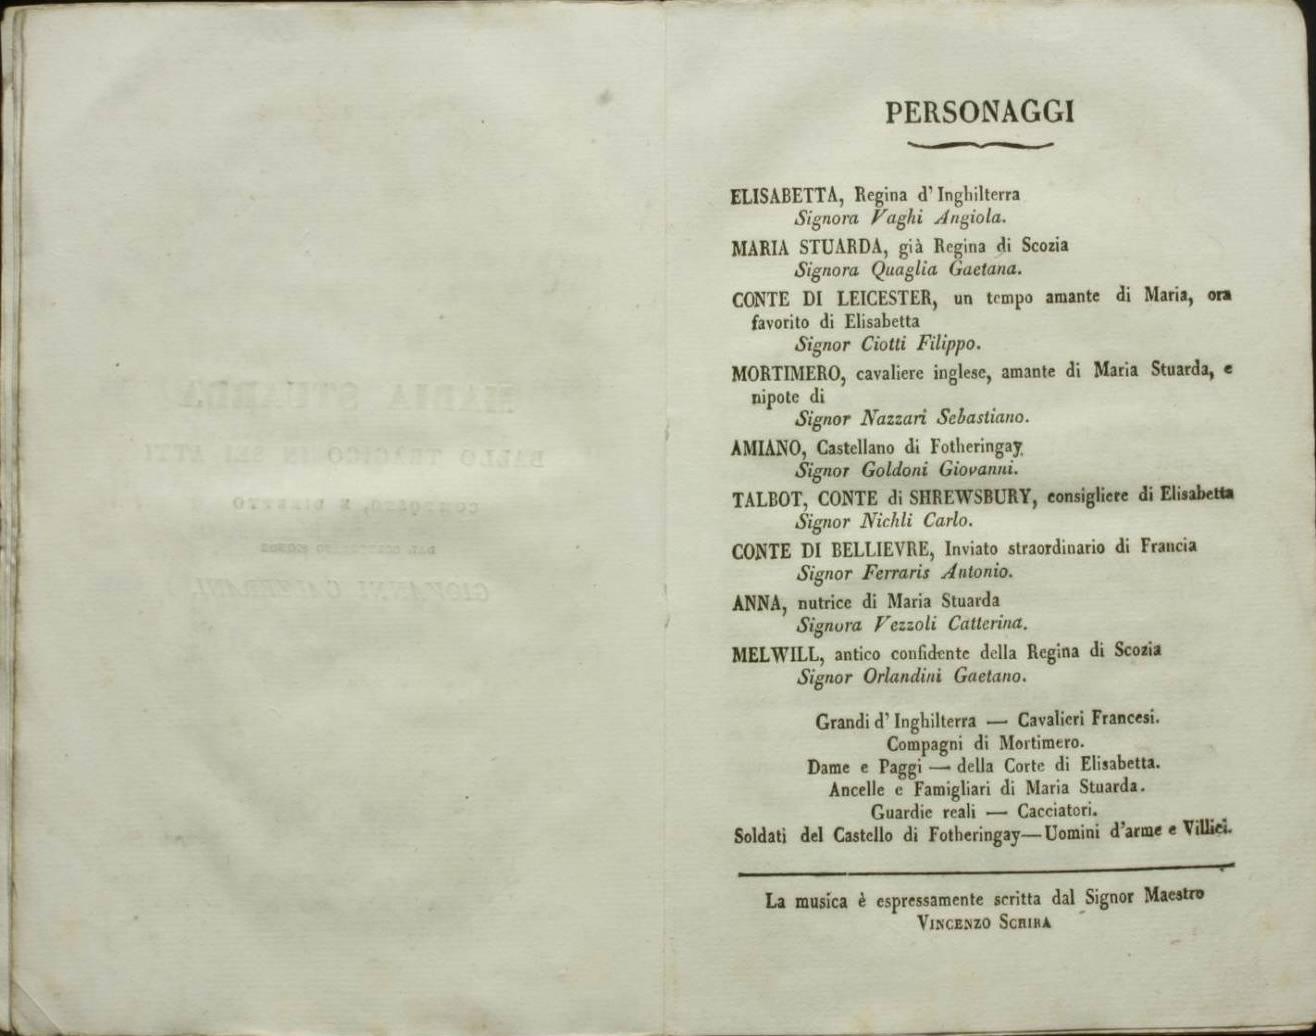 PERSONAGGI
ELISABETTA, Regina d' Inghilterra
Signora Vaghi Angiola.
MARIA STUARDA, già Regina di Scozia
Signora Quaglia Gaetana.
CONTE DI LEICESTER, un tempo amante di Maria, ora
favorito di Elisabetta
Signor Ciotti Filippo.
MORTIMERO, cavaliere inglese, amante di Maria Stuarda, e
nipote di
Signor Nazzari Sebastiano.
AMIANO, Castellano di Fotheringay
Signor Goldoni Giovanni.
TALBOT, CONTE di SHREWSBURY, consigliere di Elisabetta
Signor Nichli Carlo.
CONTE DI BELLIEVRE, Inviato straordinario di Francia
Signor Ferraris Antonio.
ANNA, nutrice di Maria Stuarda
Signora Vezzoli Catterina.
MELWILL, antico confidente della Regina di Scozia
Signor Orlandini Gaetano.
Grandi d' Inghilterra — Cavalieri Francesi.
Compagni di Mortimero.
Dame e Paggi — della Corte di Elisabetta.
Ancelle e Famigliari di Maria Stuarda.
Guardie reali — Cacciatori.
Soldati del Castello di Fotheringay—Uomini d'arme e Villici.
La musica è espressamente scritta dal Signor Maestro
VINCENZO SCHIRA